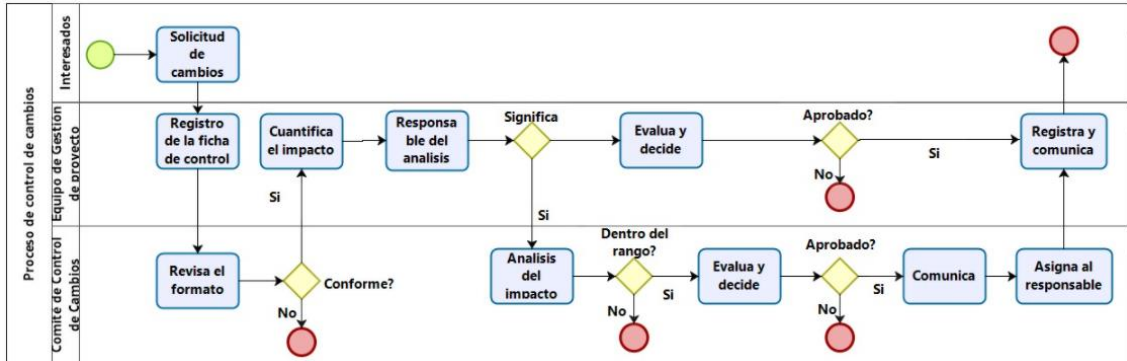 Proceso de control de cambios
Interesados
Solicitud
de
cambios
Equipo de Gestión
de proyecto
Registro
de la ficha
de control
Cuantifica
el impacto
Responsa
ble del
analisis
Significa
Evalua y
decide
Aprobado?
Si
No
Registra y
comunica
Si
Si
Comite de Control
de Cambios
Revisa el
formato
Conforme?
No
Analisis
del
impacto
Dentro del
rango?
Si
No
Evalua y
decide
Aprobado?
Si
No
Comunica
Asigna al
responsable